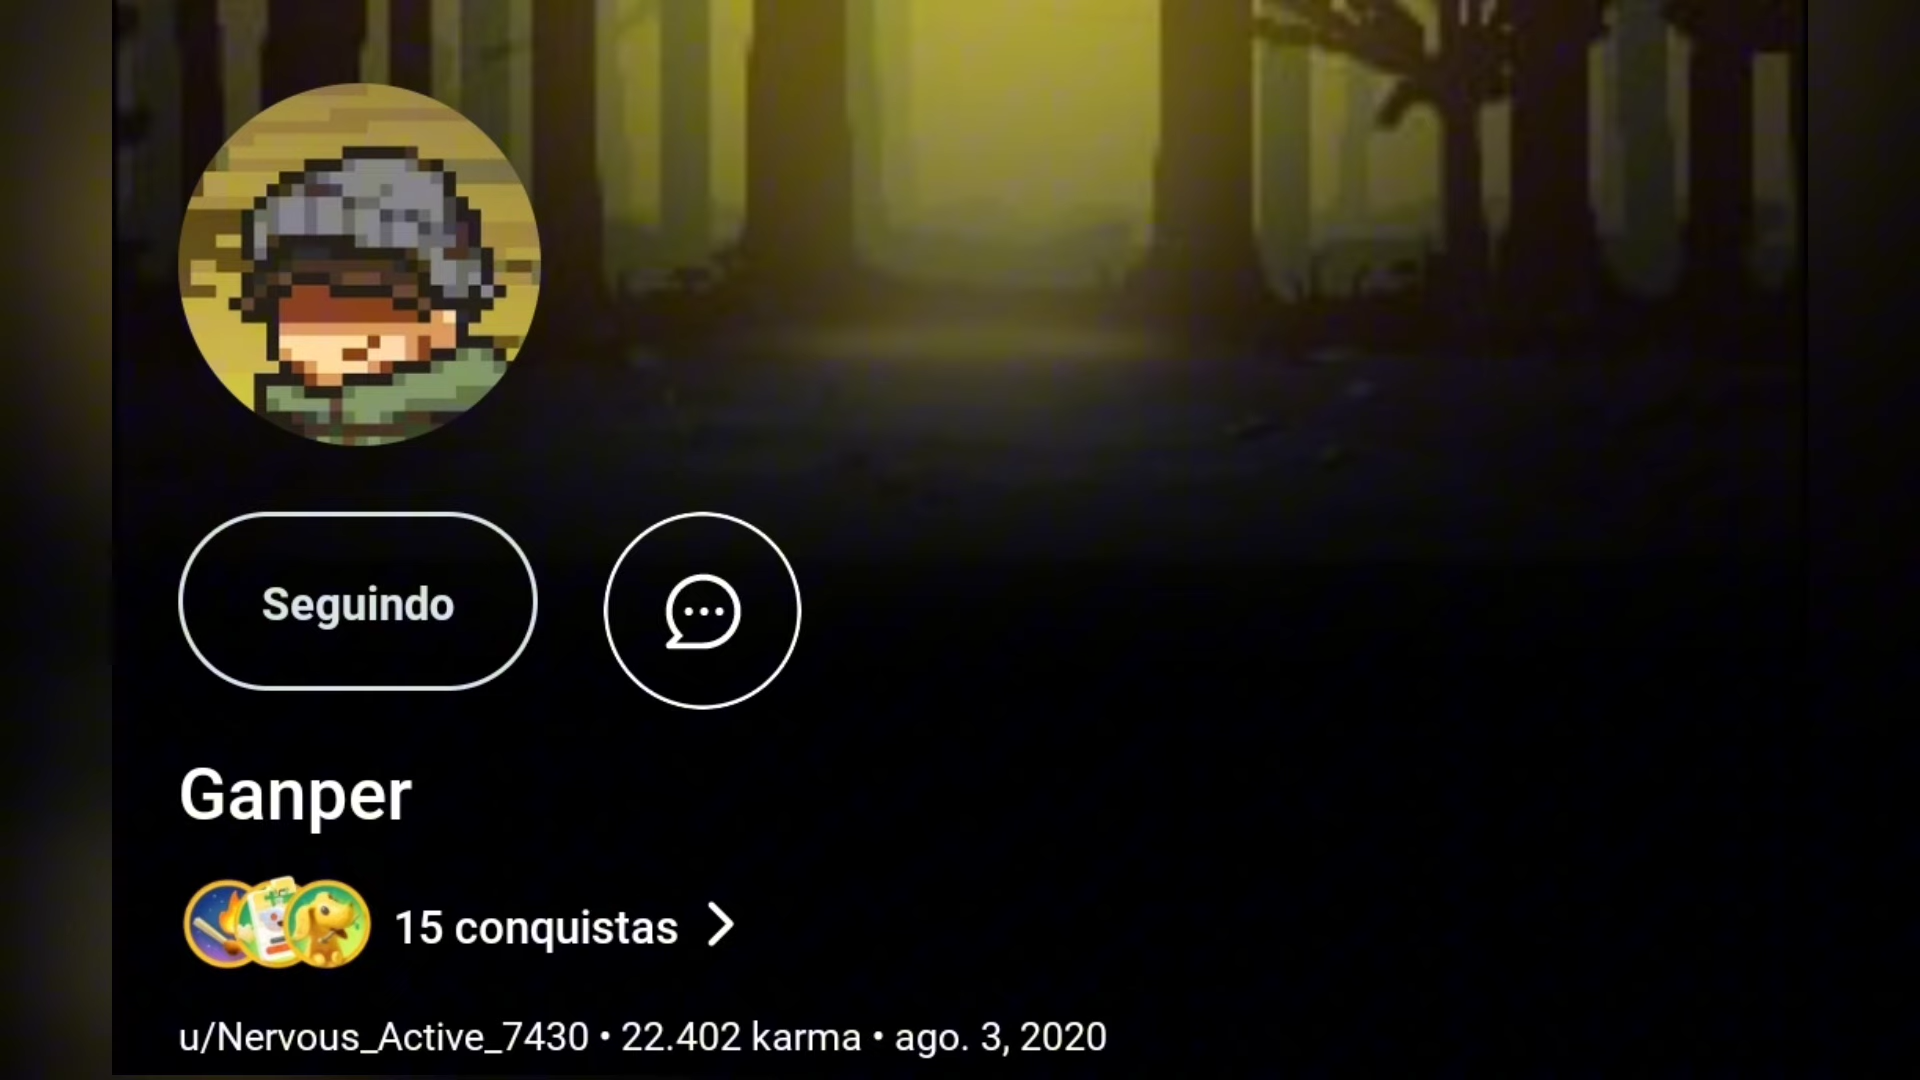 Seguindo
Ganper
15 conquistas
u/Nervous_Active_7430 • 22.402 karma • ago. 3, 2020